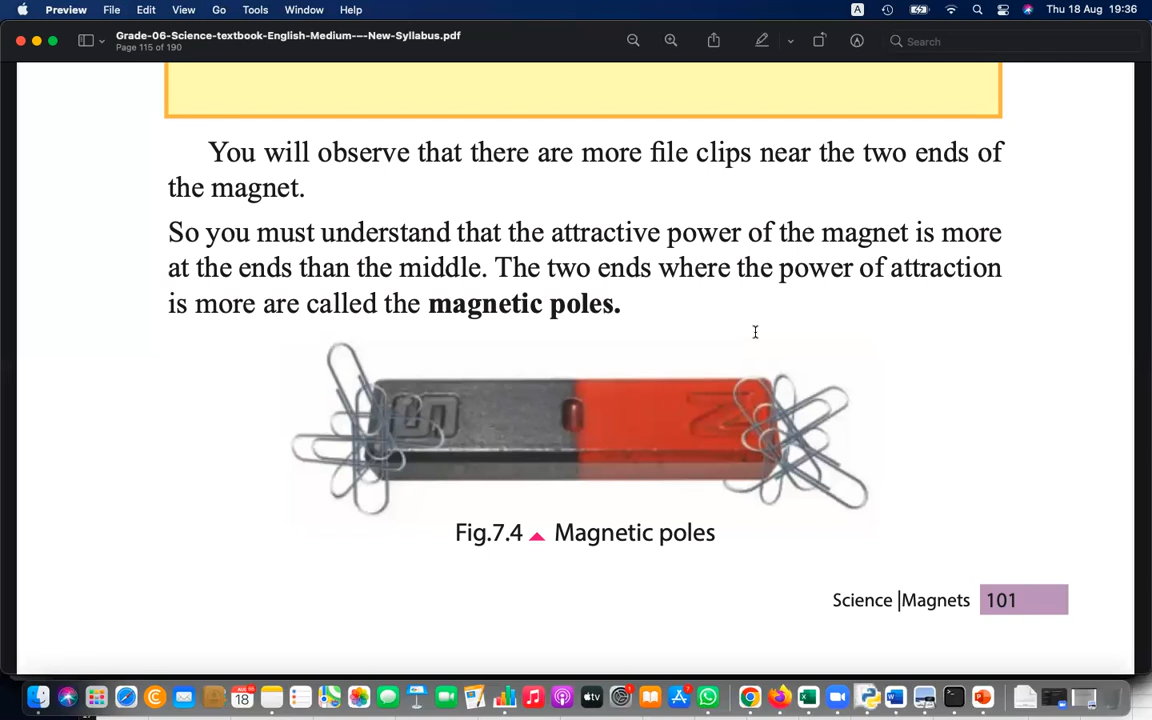 Preview File Edit View Go Tools Window Help A Thu 18 Aug 19:36
Grade-06-Science-textbook-English-Medium-–-New-Syllabus.pdf
Page 115 of 190
Search
You will observe that there are more file clips near the two ends of
the magnet.
So you must understand that the attractive power of the magnet is more
at the ends than the middle. The two ends where the power of attraction
is more are called the magnetic poles.
S N
Fig.7.4 Magnetic poles
Science |Magnets 101
AUG
18
tv